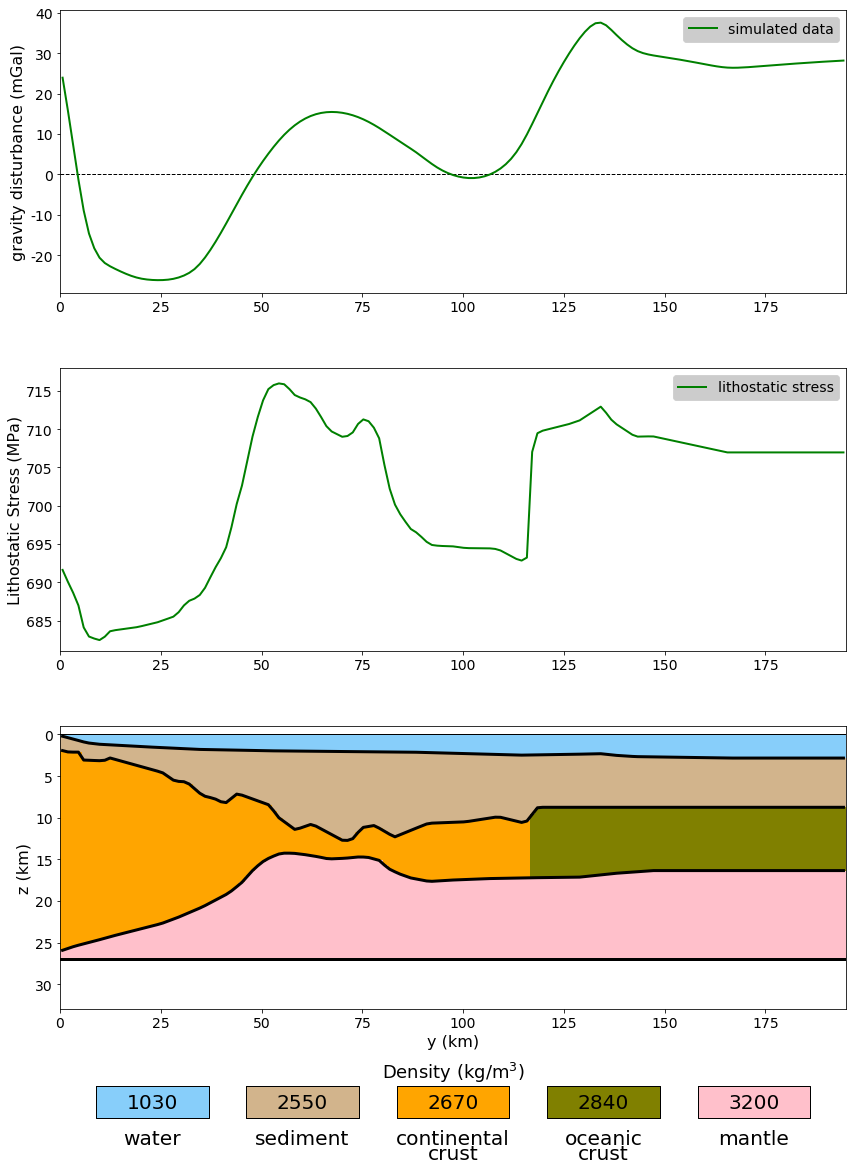 gravity disturbance (mGal)
40
30
20
10
0
-10
-20
simulated data
0 25 50 75 100 125 150 175
Lithostatic Stress (MPa)
715
710
705
700
695
690
685
lithostatic stress
0 25 50 75 100 125 150 175
z (km)
0
5
10
15
20
25
30
0 25 50 75 100 125 150 175
y (km)
Density (kg/m³)
1030 2550 2670 2840 3200
water sediment continental oceanic mantle
crust crust